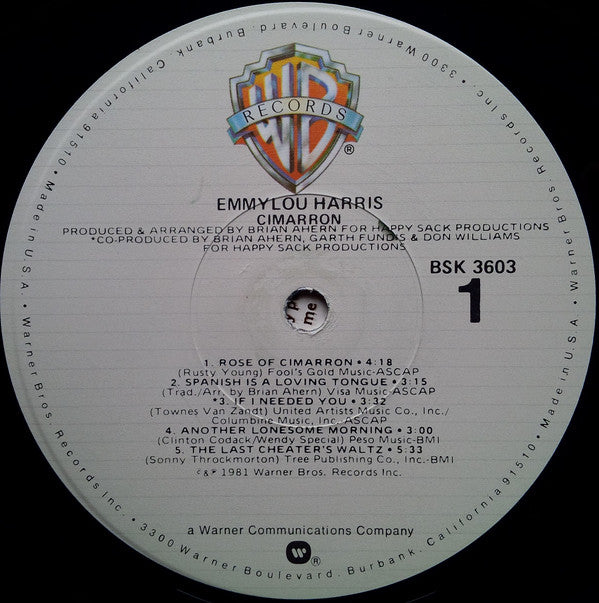 WB
RECORDS
®
EMMYLOU HARRIS
CIMARRON
PRODUCED & ARRANGED BY BRIAN AHERN FOR HAPPY SACK PRODUCTIONS
*CO-PRODUCED BY BRIAN AHERN, GARTH FUNDIS & DON WILLIAMS
FOR HAPPY SACK PRODUCTIONS
BSK 3603
1
me
1. ROSE OF CIMARRON • 4:18
(Rusty Young) Fool's Gold Music-ASCAP
2. SPANISH IS A LOVING TONGUE • 3:15
(Trad./Arr. by Brian Ahern) Visa Music-ASCAP
*3. IF I NEEDED YOU • 3:32
(Townes Van Zandt) United Artists Music Co., Inc./
Columbine Music, Inc.-ASCAP
4. ANOTHER LONESOME MORNING • 3:00
(Clinton Codack/Wendy Special) Peso Music-BMI
5. THE LAST CHEATER'S WALTZ • 5:33
(Sonny Throckmorton) Tree Publishing Co., Inc.-BMI
©&℗ 1981 Warner Bros. Records Inc.
a Warner Communications Company
W®
Warner Bros. Records Inc. • 3300 Warner Boulevard, Burbank, California 91510 • Made in U.S.A. •
Warner Bros. Records Inc. • 3300 Warner Boulevard, Burbank, California 91510 • Made in U.S.A. •